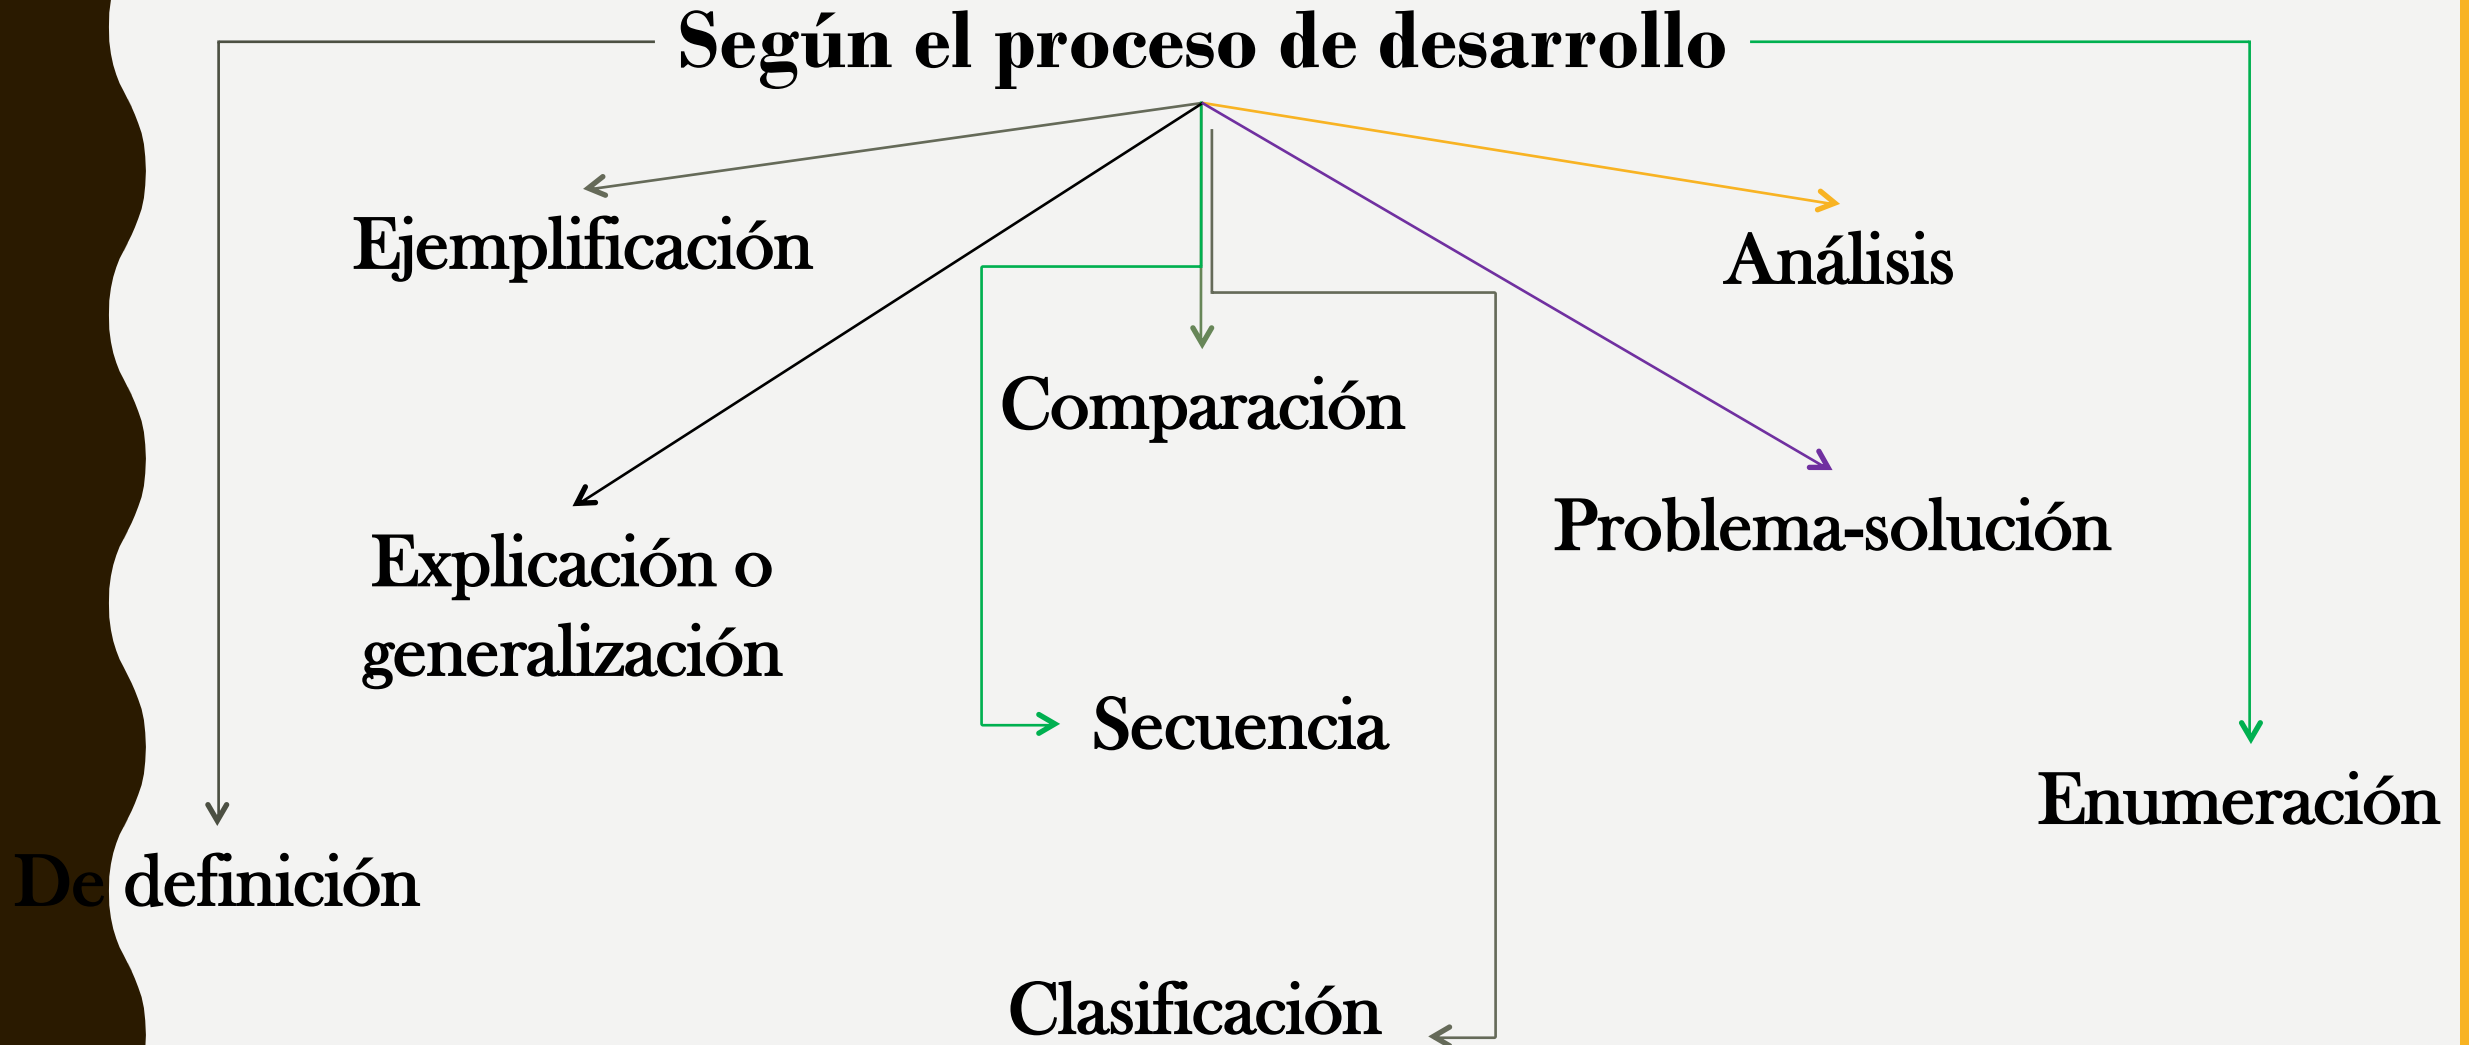 Según el proceso de desarrollo
Ejemplificación
Análisis
Comparación
Problema-solución
Explicación o
generalización
Secuencia
Enumeración
De definición
Clasificación